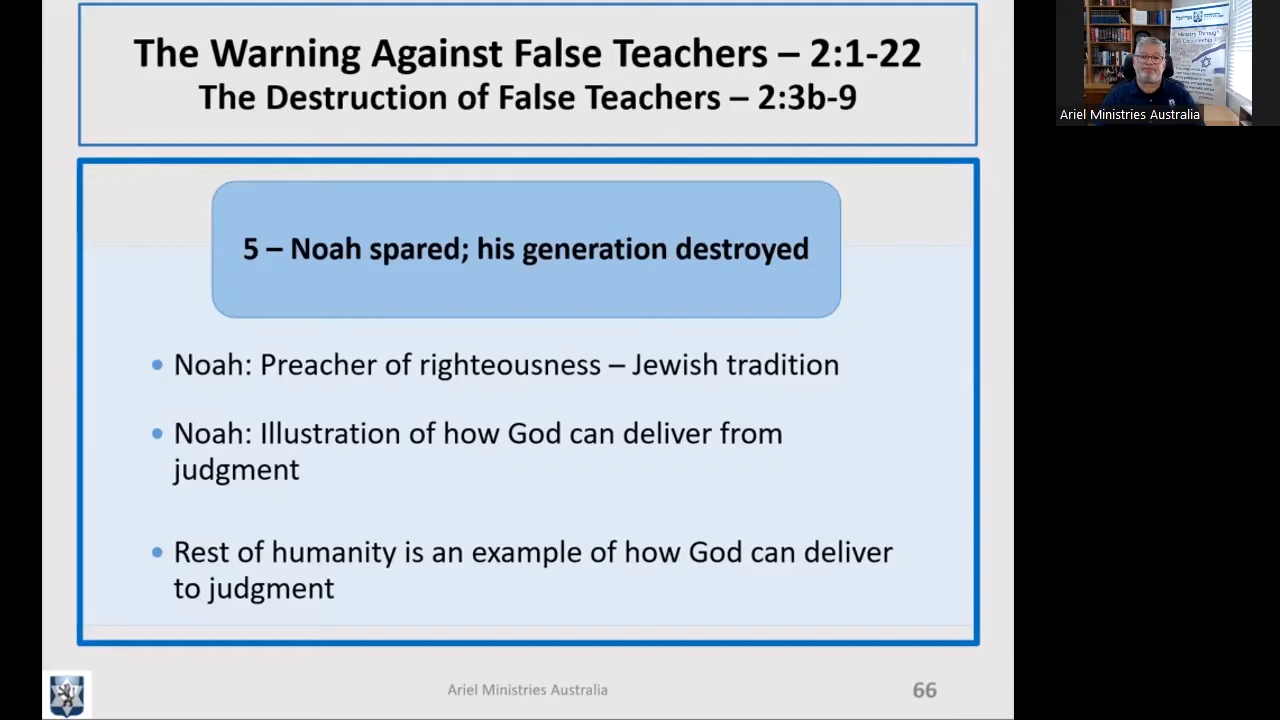 The Warning Against False Teachers – 2:1-22
The Destruction of False Teachers – 2:3b-9
5 – Noah spared; his generation destroyed
• Noah: Preacher of righteousness – Jewish tradition
• Noah: Illustration of how God can deliver from
judgment
• Rest of humanity is an example of how God can deliver
to judgment
Ariel Ministries Australia
66
Ministry Through
Discipleship
Ariel Ministries Australia